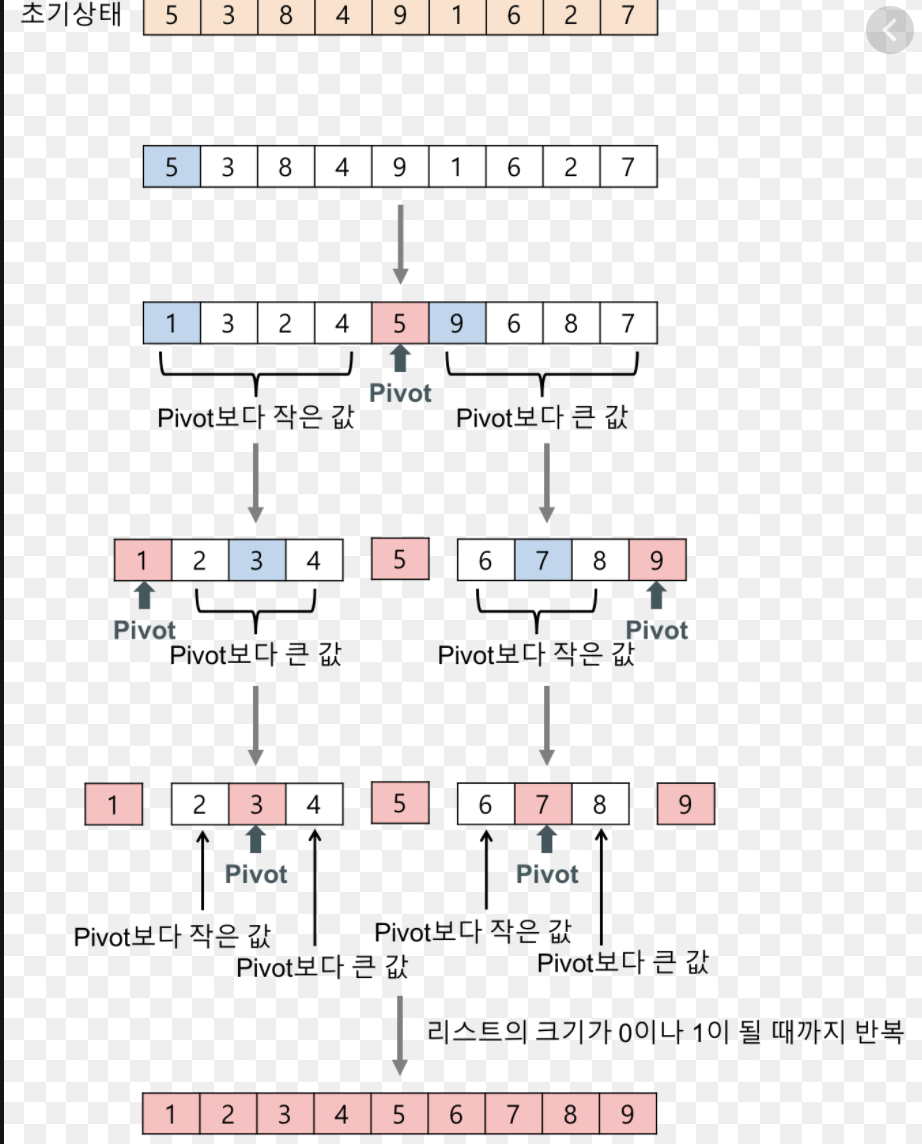 초기상태 5 3 8 4 9 1 6 2 7
5 3 8 4 9 1 6 2 7
1 3 2 4 5 9 6 8 7
Pivot
Pivot보다 작은 값 Pivot보다 큰 값
1 2 3 4 5 6 7 8 9
Pivot Pivot
Pivot보다 큰 값 Pivot보다 작은 값
1 2 3 4 5 6 7 8 9
Pivot Pivot
Pivot보다 작은 값 Pivot보다 작은 값
Pivot보다 큰 값 Pivot보다 큰 값
리스트의 크기가 0이나 1이 될 때까지 반복
1 2 3 4 5 6 7 8 9